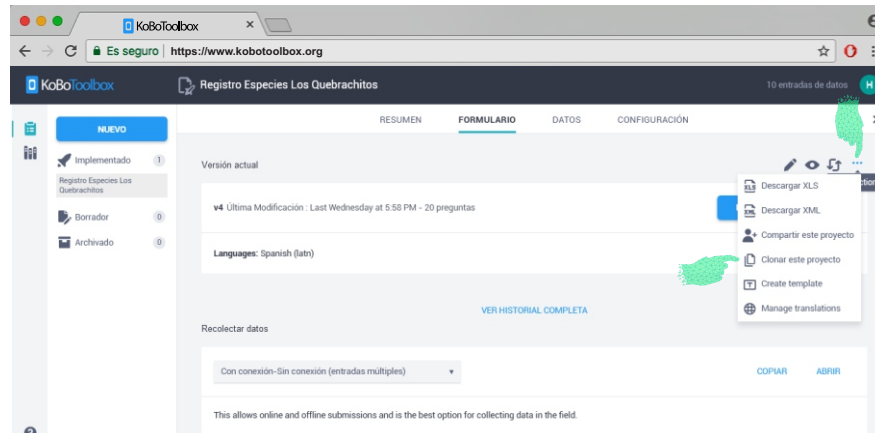 KoBoToolbox
Es seguro https://www.kobotoolbox.org
KoBoToolbox
Registro Especies Los Quebrachitos
10 entradas de datos
H
RESUMEN FORMULARIO DATOS CONFIGURACIÓN
NUEVO
Implementado 1
Registro Especies Los
Quebrachitos
Borrador 0
Archivado 0
Versión actual
v4 Última Modificación : Last Wednesday at 5:58 PM - 20 preguntas
Languages: Spanish (latn)
Descargar XLS
Descargar XML
Compartir este proyecto
Clonar este proyecto
Create template
Manage translations
VER HISTORIAL COMPLETA
Recolectar datos
Con conexión-Sin conexión (entradas múltiples)
COPIAR ABRIR
This allows online and offline submissions and is the best option for collecting data in the field.